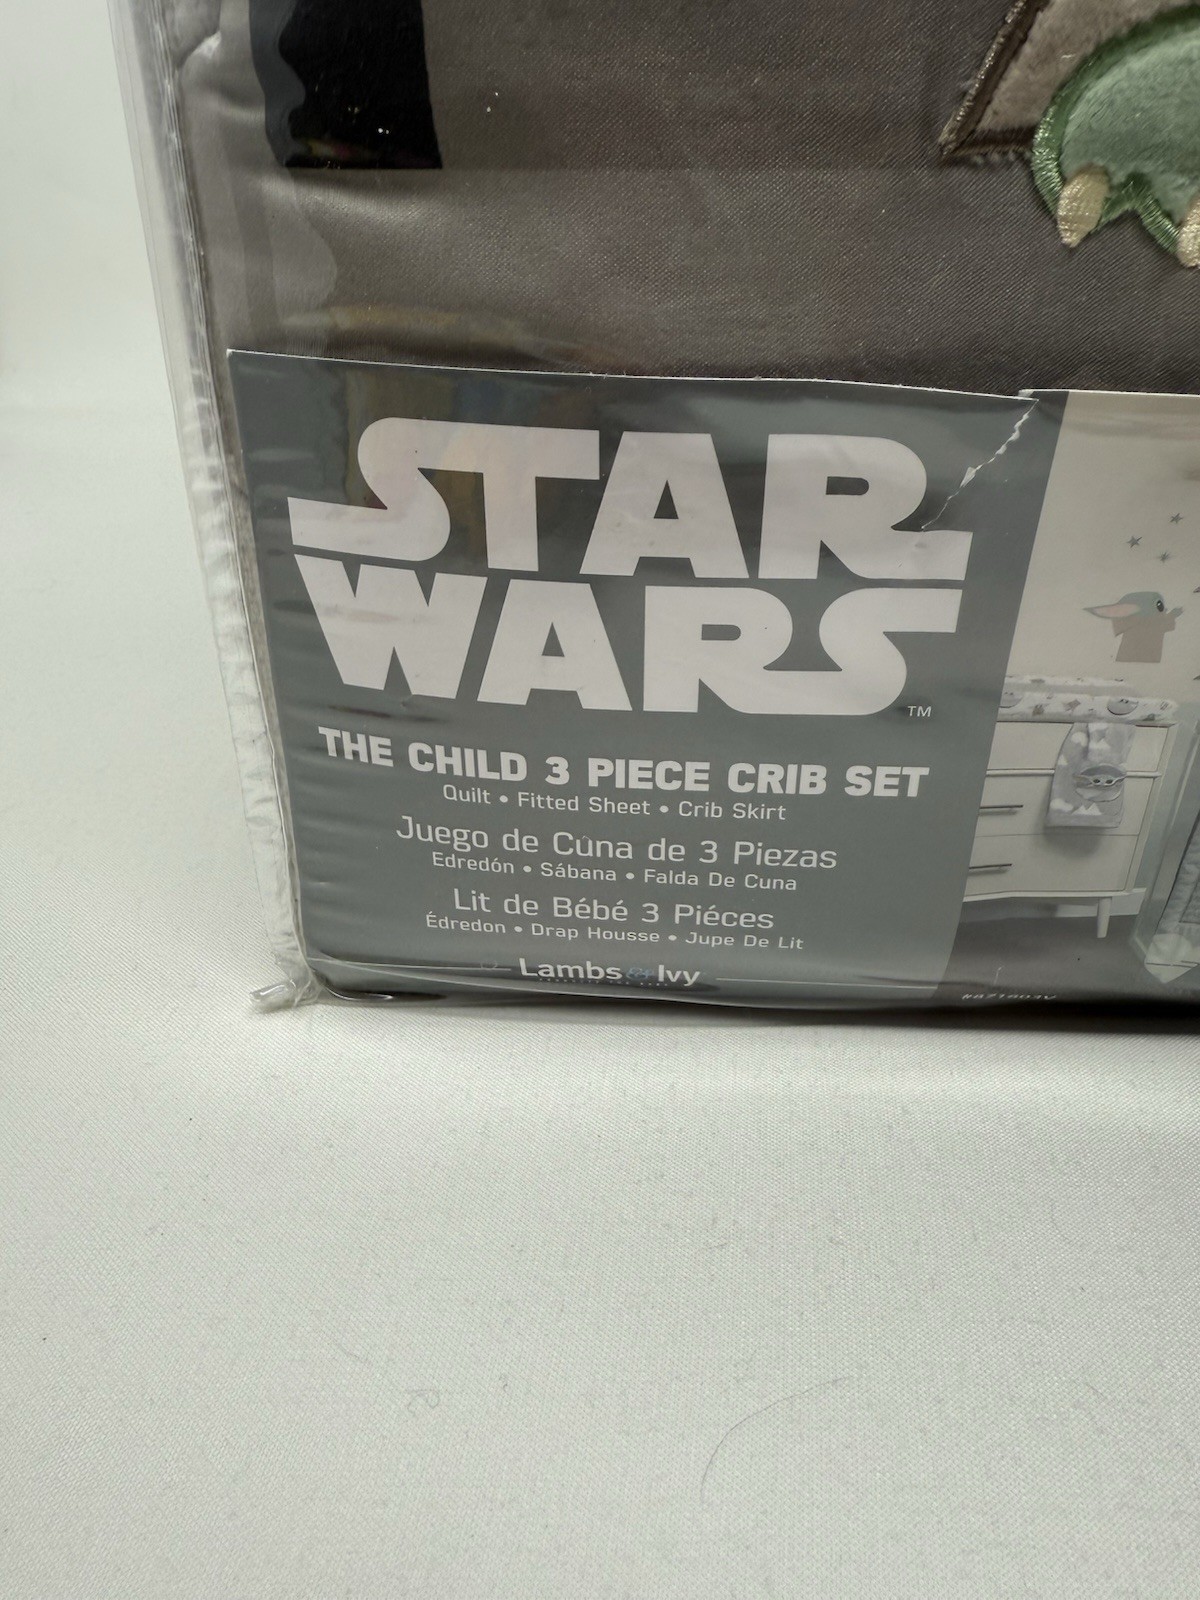 STAR
WARS
TM
THE CHILD 3 PIECE CRIB SET
Quilt • Fitted Sheet • Crib Skirt
Juego de Cuna de 3 Piezas
Edredón • Sábana • Falda De Cuna
Lit de Bébé 3 Piéces
Édredon • Drap Housse • Jupe De Lit
Lambs & Ivy